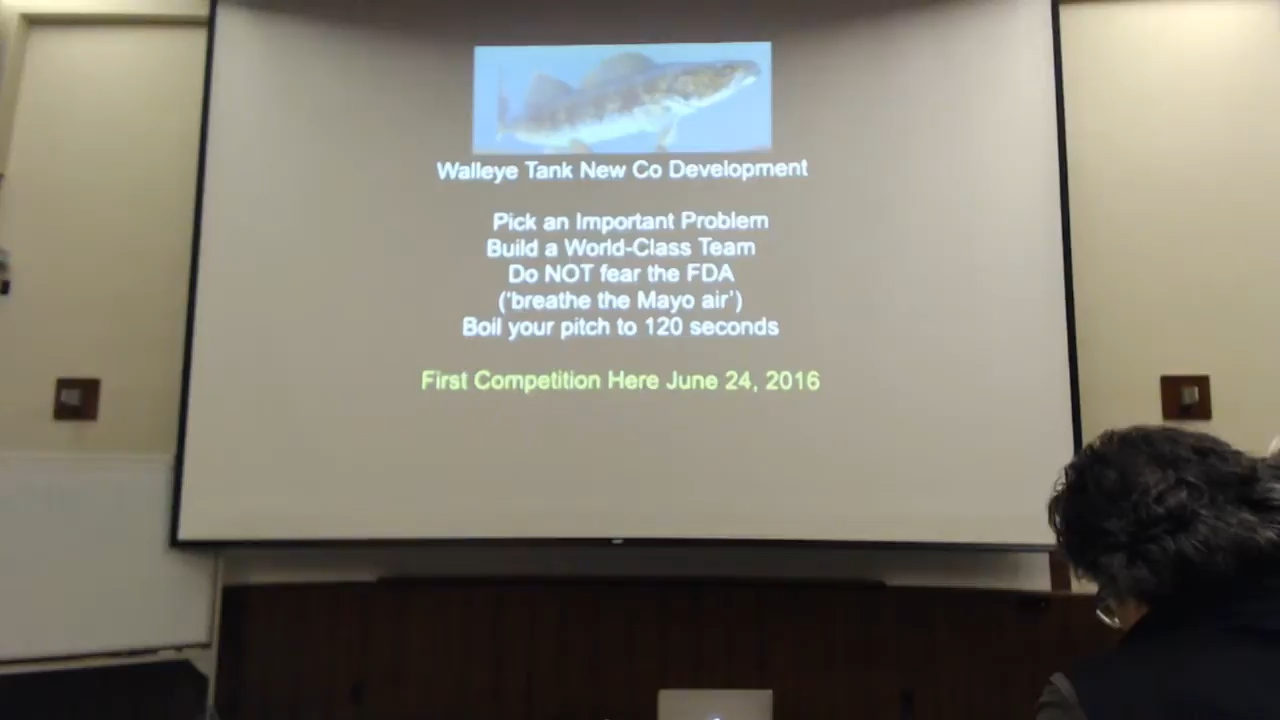 Walleye Tank New Co Development
Pick an Important Problem
Build a World-Class Team
Do NOT fear the FDA
(‘breathe the Mayo air’)
Boil your pitch to 120 seconds
First Competition Here June 24, 2016